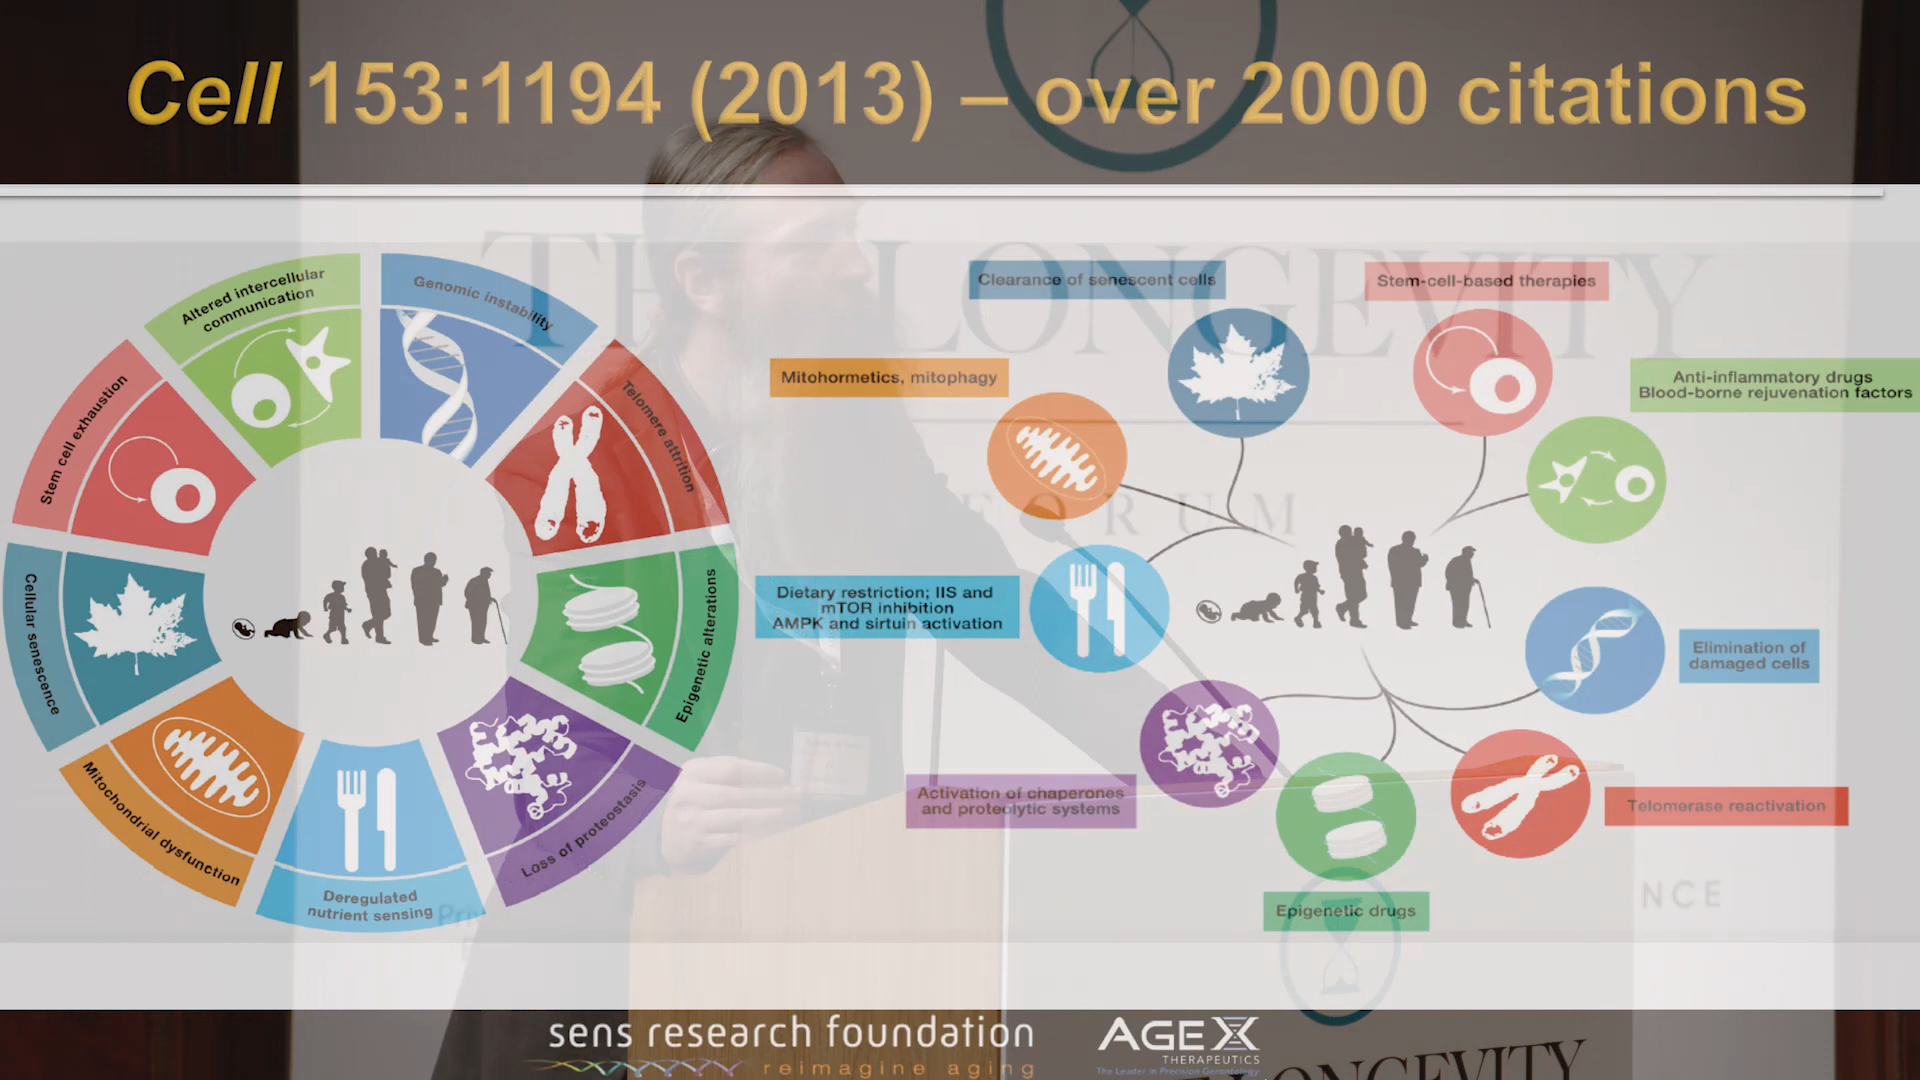 Cell 153:1194 (2013) – over 2000 citations
THE LONGEVITY
FORUM
Altered intercellular
communication
Genomic instability
Telomere attrition
Epigenetic alterations
Loss of proteostasis
Deregulated
nutrient sensing
Mitochondrial dysfunction
Cellular senescence
Stem cell exhaustion
Clearance of senescent cells
Stem-cell-based therapies
Mitohormetics, mitophagy
Anti-inflammatory drugs
Blood-borne rejuvenation factors
Dietary restriction; IIS and
mTOR inhibition
AMPK and sirtuin activation
Elimination of
damaged cells
Activation of chaperones
and proteolytic systems
Telomerase reactivation
Epigenetic drugs
NCE
sens research foundation
reimagine aging
AGEX
THERAPEUTICS
The Leader in Precision Gerontology
LONGEVITY